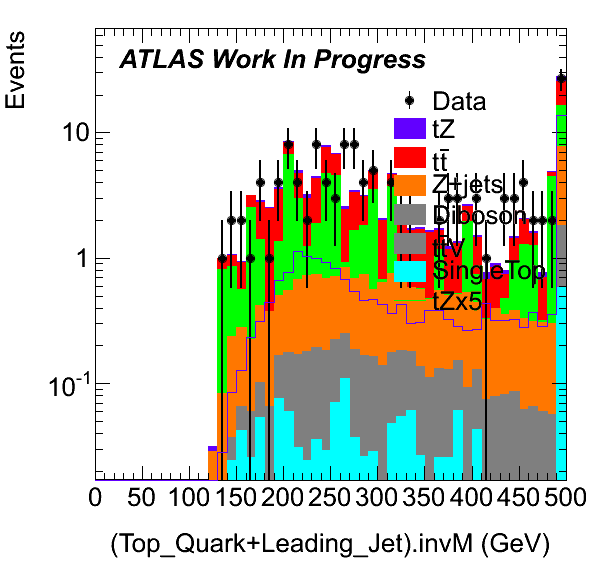 Events
ATLAS Work In Progress
Data
tZ
tt̄
Z+jets
Diboson
tt̄V
SingleTop
tZx5
10
1
10⁻¹
0 50 100 150 200 250 300 350 400 450 500
(Top_Quark+Leading_Jet).invM (GeV)